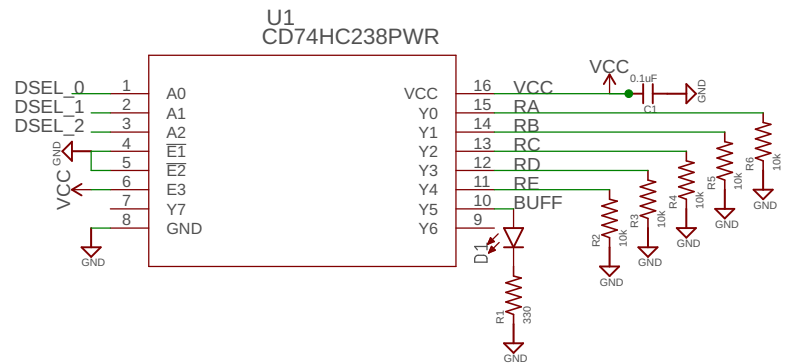 U1
CD74HC238PWR
DSEL_0 1 A0 VCC 16 VCC VCC 0.1uF C1 GND
DSEL_1 2 A1 Y0 15 RA
DSEL_2 3 A2 Y1 14 RB
GND 4 E1 Y2 13 RC
5 E2 Y3 12 RD
VCC 6 E3 Y4 11 RE
7 Y7 Y5 10 BUFF
8 GND Y6 9
GND
D1
R1 330
GND
R2 10k
GND
R3 10k
GND
R4 10k
GND
R5 10k
GND
R6 10k
GND